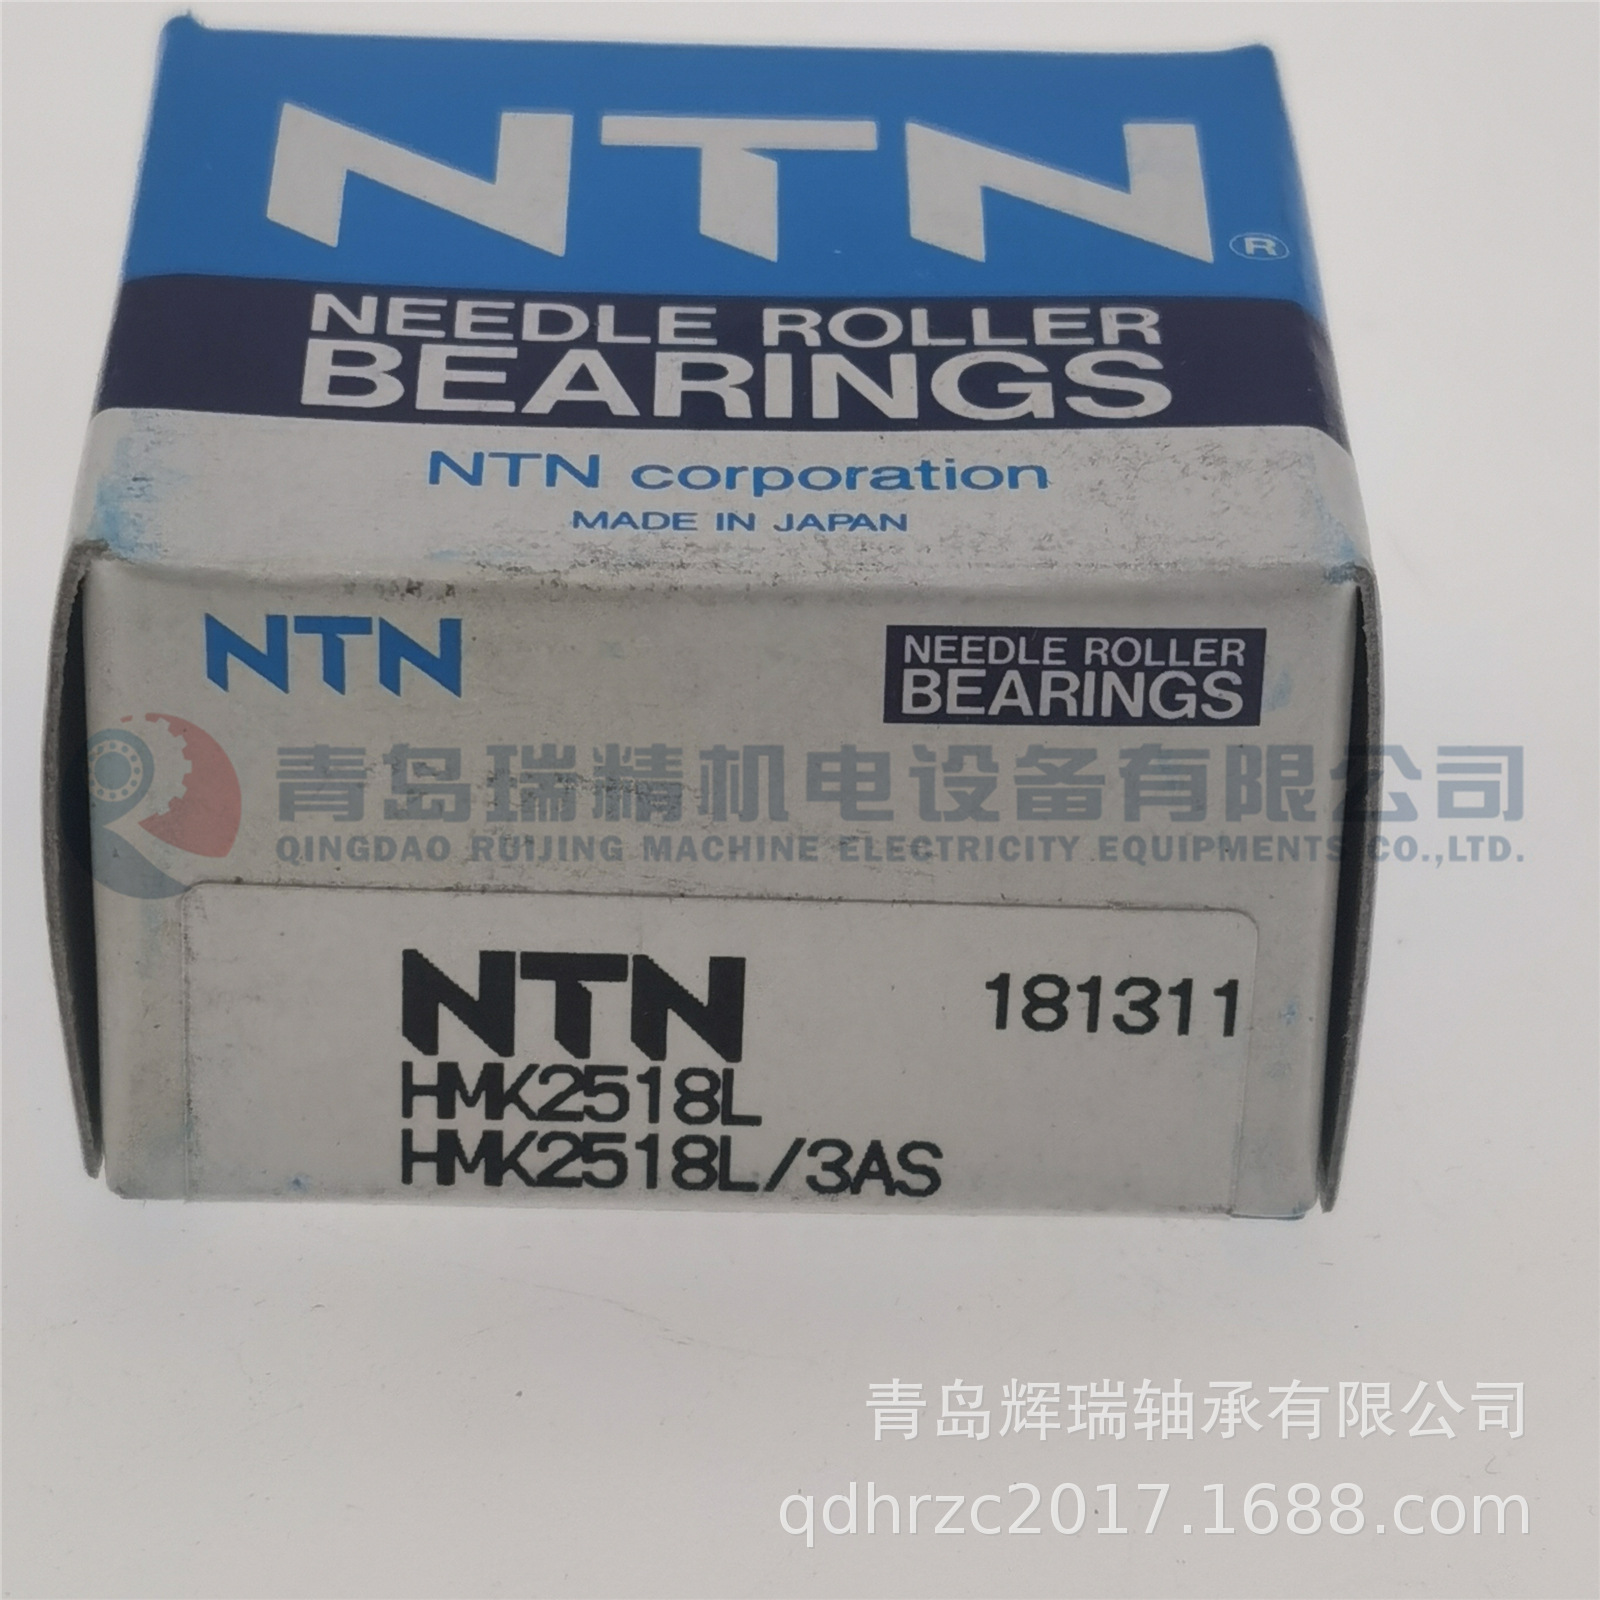 NTN®
NEEDLE ROLLER
BEARINGS
NTN corporation
MADE IN JAPAN
NTN
NEEDLE ROLLER
BEARINGS
青岛瑞精机电设备有限公司
QINGDAO RUIJING MACHINE ELECTRICITY EQUIPMENTS CO.,LTD.
NTN 181311
HMK2518L
HMK2518L/3AS
青岛辉瑞轴承有限公司
qdhrzc2017.1688.com